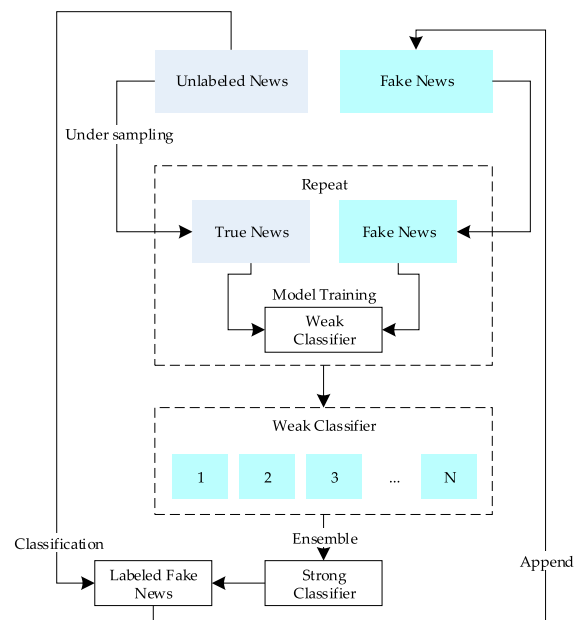 Unlabeled News
Fake News
Under sampling
Repeat
True News
Fake News
Model Training
Weak
Classifier
Weak Classifier
1
2
3
...
N
Ensemble
Classification
Append
Labeled Fake
News
Strong
Classifier